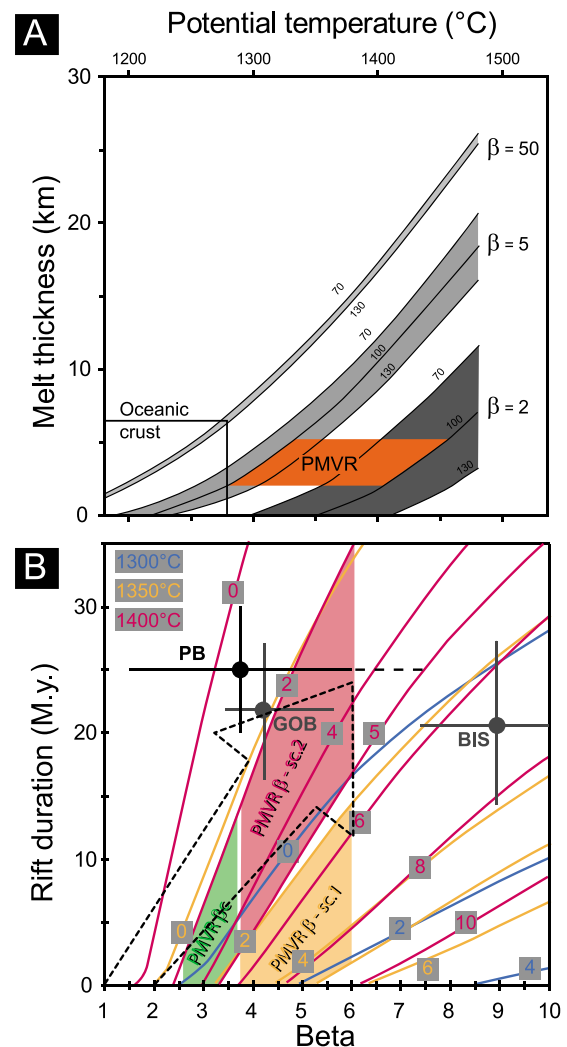 A
Potential temperature (°C)
1200 1300 1400 1500
Melt thickness (km)
30
20
10
0
β = 50
β = 5
β = 2
70
130
70
100
130
70
100
130
Oceanic
crust
PMVR
B
1300°C
1350°C
1400°C
Rift duration (M.y.)
30
20
10
0
0
PB
2
GOB
4
5
BIS
PMVR β - sc.2
0
6
8
PMVR βc
0
2
PMVR β - sc.1
4
2
10
6
4
1 2 3 4 5 6 7 8 9 10
Beta